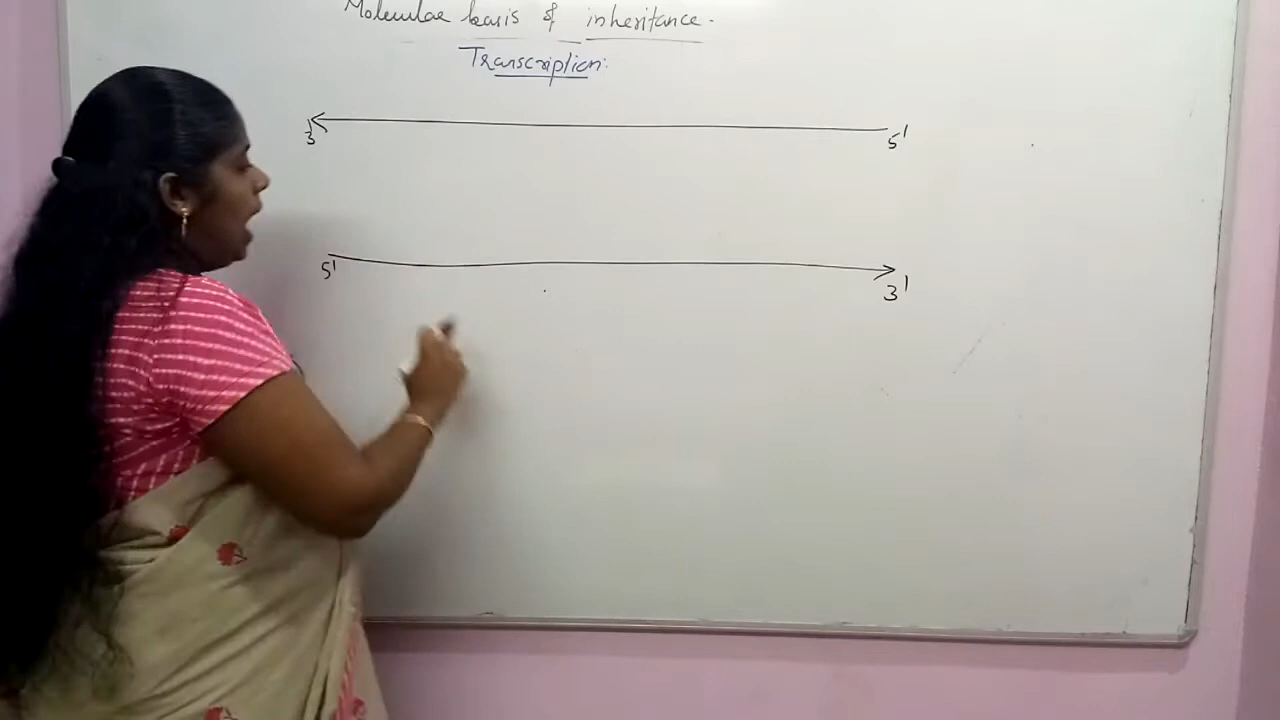 Molecular basis of inheritance.
Transcription:
3' 5'
5' 3'